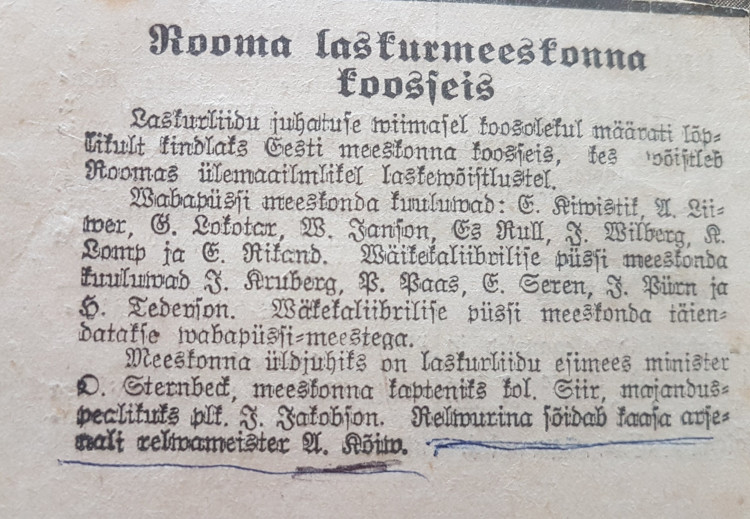 Rooma laskurmeeskonna
koosseis
Laskurliidu juhatuse wiimasel koosolekul määrati lõp-
likult kindlaks Eesti meeskonna koosseis, kes wõistleb
Roomas ülemaailmlikel laskewõistlustel.
Wabapüssi meeskonda kuuluwad: E. Kiwistik, A. Lii-
wer, G. Lokotar, W. Janson, Es Rull, J. Wilberg, K.
Lomp ja E. Rikand. Wäikekaliibrilise püssi meeskonda
kuuluwad J. Kruberg, P. Paas, E. Seren, J. Pürn ja
H. Tederson. Wäkekaliibrilise püssi meeskonda täien-
datakse wabapüssi-meestega.
Meeskonna üldjuhiks on laskurliidu esimees minister
O. Sternbeck, meeskonna kapteniks kol. Siir, majandus-
pealikuks plk. J. Jakobson. Relwurina sõidab kaasa arse-
nali relwameister A. Kõiw.